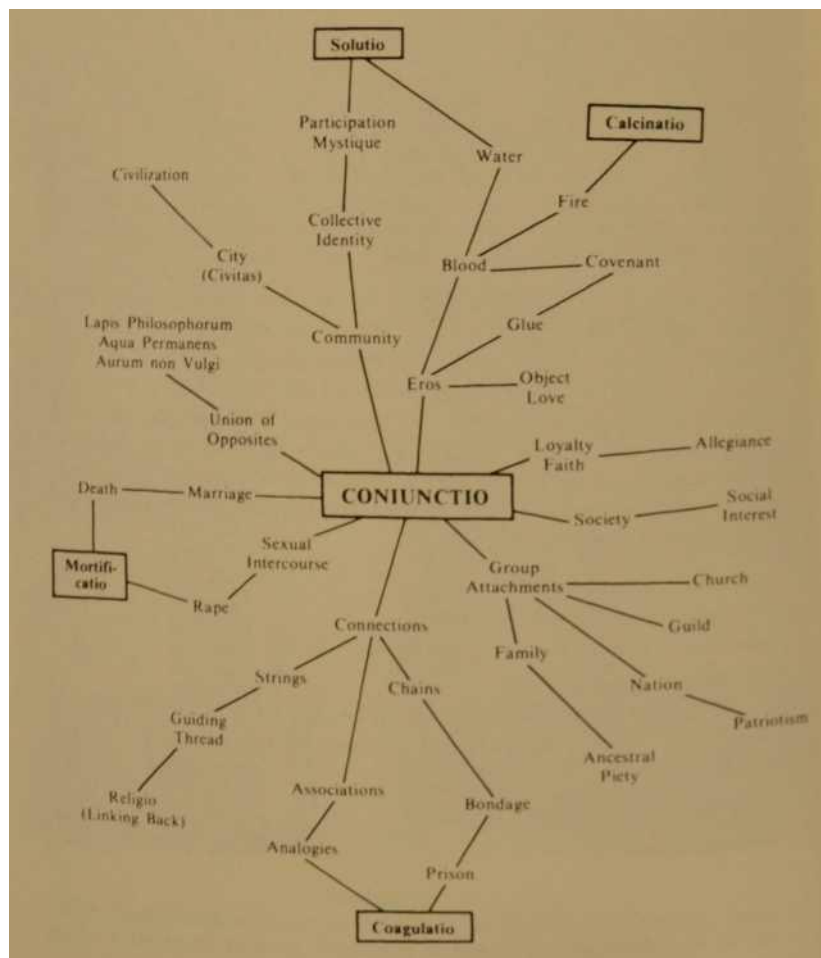 Solutio
Participation
Mystique
Calcinatio
Water
Civilization
Fire
Collective
Identity
City
(Civitas)
Blood
Covenant
Lapis Philosophorum
Aqua Permanens
Aurum non Vulgi
Community
Glue
Eros
Object
Love
Union of
Opposites
Loyalty
Faith
Allegiance
Death
Marriage
CONIUNCTIO
Society
Social
Interest
Sexual
Intercourse
Mortifi-
catio
Rape
Group
Attachments
Church
Guild
Connections
Family
Strings
Chains
Nation
Patriotism
Guiding
Thread
Ancestral
Piety
Religio
(Linking Back)
Associations
Bondage
Analogies
Prison
Coagulatio